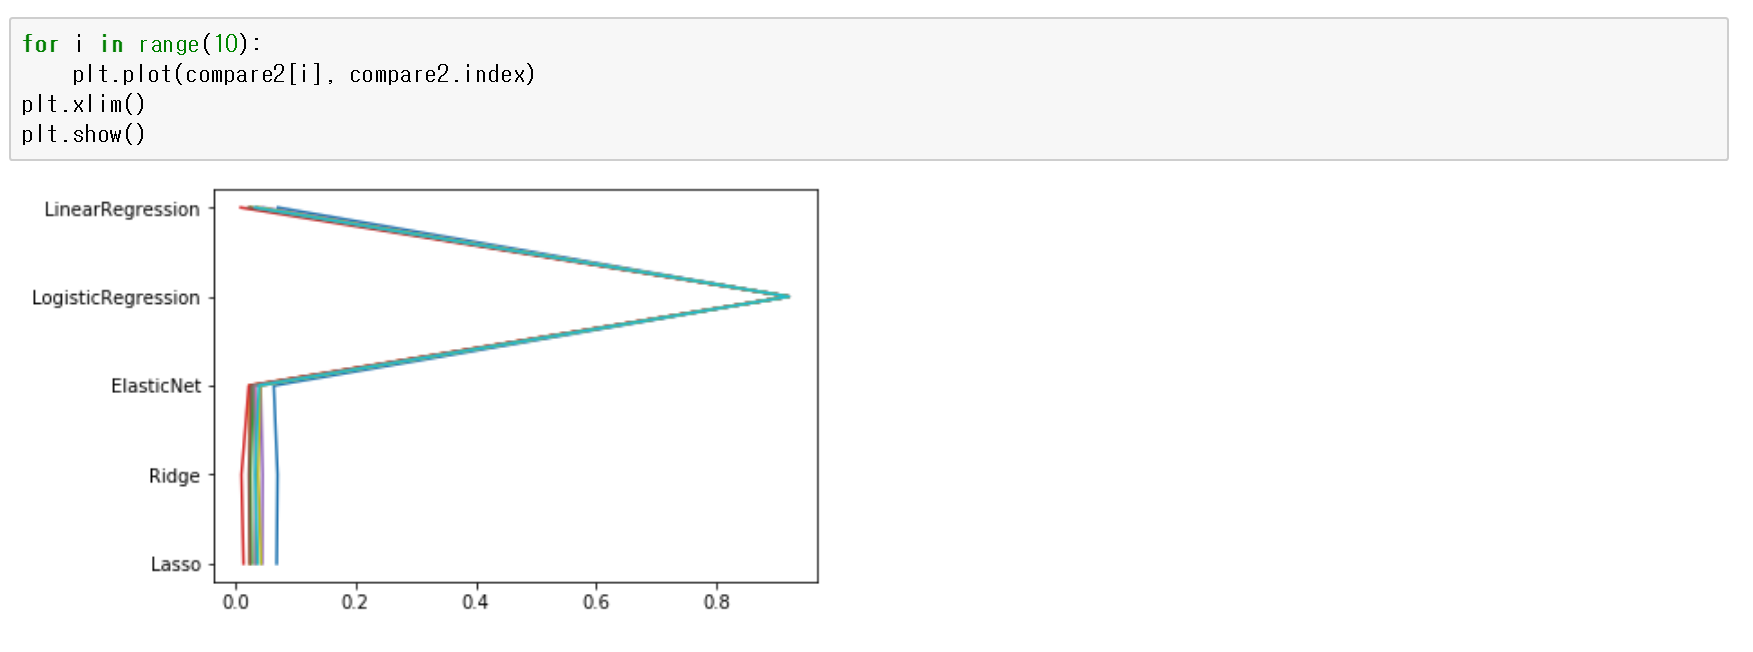 for i in range(10):
    plt.plot(compare2[i], compare2.index)
plt.xlim()
plt.show()
LinearRegression
LogisticRegression
ElasticNet
Ridge
Lasso
0.0 0.2 0.4 0.6 0.8